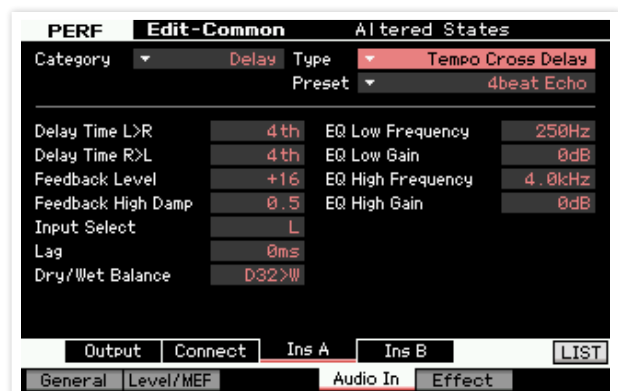 PERF Edit-Common Altered States
Category Delay Type Tempo Cross Delay
Preset 4beat Echo
Delay Time L>R 4th EQ Low Frequency 250Hz
Delay Time R>L 4th EQ Low Gain 0dB
Feedback Level +16 EQ High Frequency 4.0kHz
Feedback High Damp 0.5 EQ High Gain 0dB
Input Select L
Lag 0ms
Dry/Wet Balance D32>W
Output Connect Ins A Ins B LIST
General Level/MEF Audio In Effect